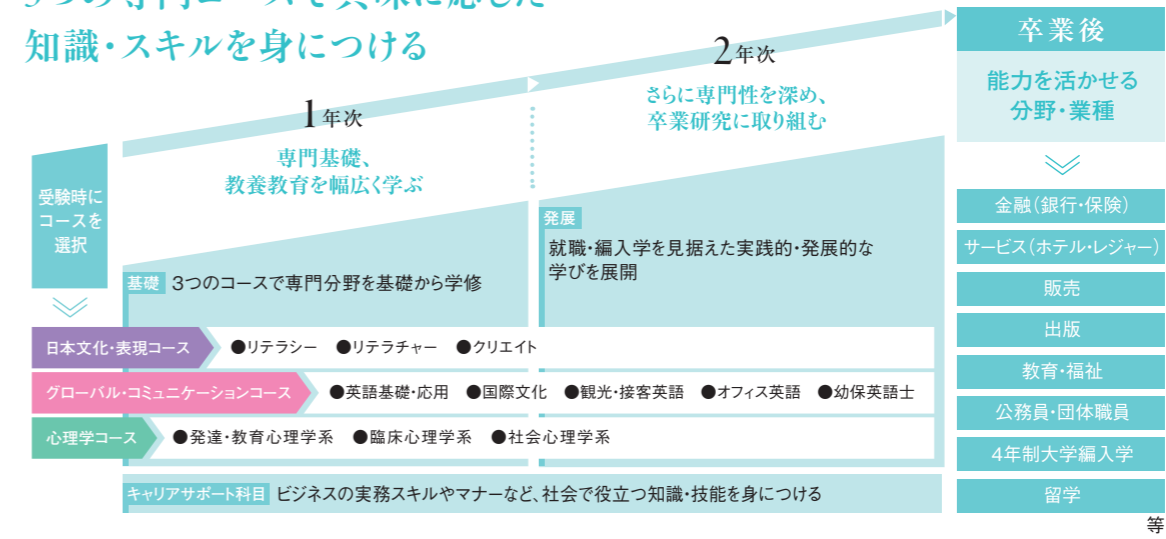 3つの専門コースで興味に応じた
知識・スキルを身につける
1年次
専門基礎、
教養教育を幅広く学ぶ
2年次
さらに専門性を深め、
卒業研究に取り組む
受験時に
コースを
選択
基礎 3つのコースで専門分野を基礎から学修
発展
就職・編入学を見据えた実践的・発展的な
学びを展開
日本文化・表現コース ●リテラシー ●リテラチャー ●クリエイト
グローバル・コミュニケーションコース ●英語基礎・応用 ●国際文化 ●観光・接客英語 ●オフィス英語 ●幼保英語士
心理学コース ●発達・教育心理学系 ●臨床心理学系 ●社会心理学系
キャリアサポート科目 ビジネスの実務スキルやマナーなど、社会で役立つ知識・技能を身につける
卒業後
能力を活かせる
分野・業種
金融（銀行・保険）
サービス（ホテル・レジャー）
販売
出版
教育・福祉
公務員・団体職員
4年制大学編入学
留学
等